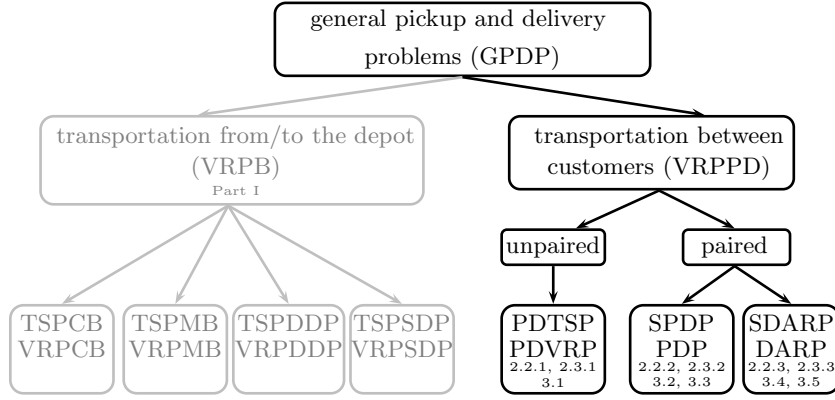 general pickup and delivery
problems (GPDP)
transportation from/to the depot
(VRPB)
Part I
transportation between
customers (VRPPD)
unpaired
paired
TSPCB
VRPCB
TSPMB
VRPMB
TSPDDP
VRPDDP
TSPSDP
VRPSDP
PDTSP
PDVRP
2.2.1, 2.3.1
3.1
SPDP
PDP
2.2.2, 2.3.2
3.2, 3.3
SDARP
DARP
2.2.3, 2.3.3
3.4, 3.5